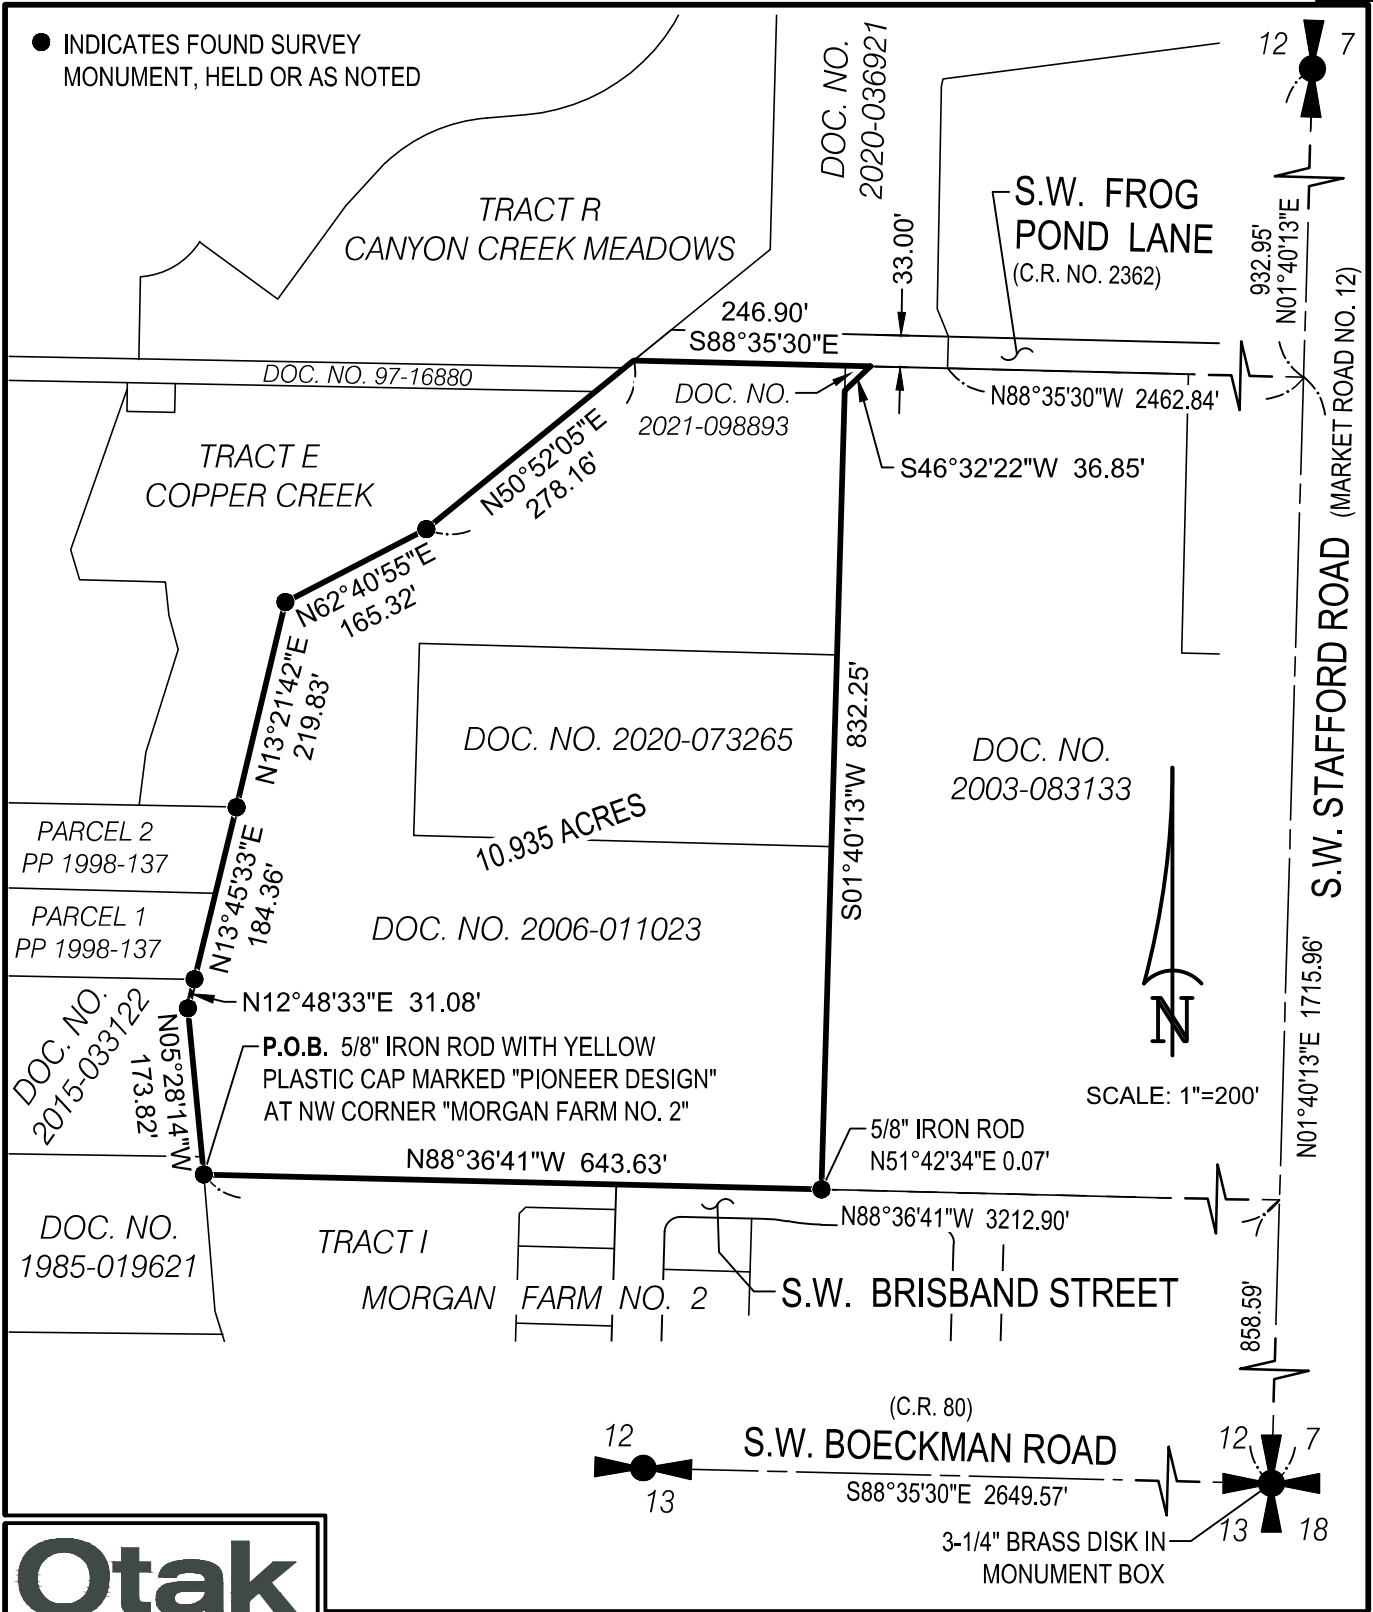 INDICATES FOUND SURVEY
MONUMENT, HELD OR AS NOTED
DOC. NO.
2020-036921
12 7
TRACT R
CANYON CREEK MEADOWS
S.W. FROG
POND LANE
(C.R. NO. 2362)
33.00'
932.95'
N01°40'13"E
246.90'
S88°35'30"E
DOC. NO. 97-16880
DOC. NO.
2021-098893
N88°35'30"W 2462.84'
S46°32'22"W 36.85'
TRACT E
COPPER CREEK
N50°52'05"E
278.16'
N62°40'55"E
165.32'
N13°21'42"E
219.83'
S.W. STAFFORD ROAD (MARKET ROAD NO. 12)
DOC. NO. 2020-073265
S01°40'13"W 832.25'
DOC. NO.
2003-083133
10.935 ACRES
PARCEL 2
PP 1998-137
PARCEL 1
PP 1998-137
N13°45'33"E
184.36'
DOC. NO. 2006-011023
N12°48'33"E 31.08'
DOC. NO.
2015-033122
N05°28'14"W
173.82'
P.O.B. 5/8" IRON ROD WITH YELLOW
PLASTIC CAP MARKED "PIONEER DESIGN"
AT NW CORNER "MORGAN FARM NO. 2"
N
SCALE: 1"=200'
N01°40'13"E 1715.96'
5/8" IRON ROD
N51°42'34"E 0.07'
N88°36'41"W 643.63'
N88°36'41"W 3212.90'
DOC. NO.
1985-019621
TRACT I
MORGAN FARM NO. 2
S.W. BRISBAND STREET
858.59'
(C.R. 80)
S.W. BOECKMAN ROAD
S88°35'30"E 2649.57'
12
13
12 7
13 18
3-1/4" BRASS DISK IN
MONUMENT BOX
Otak